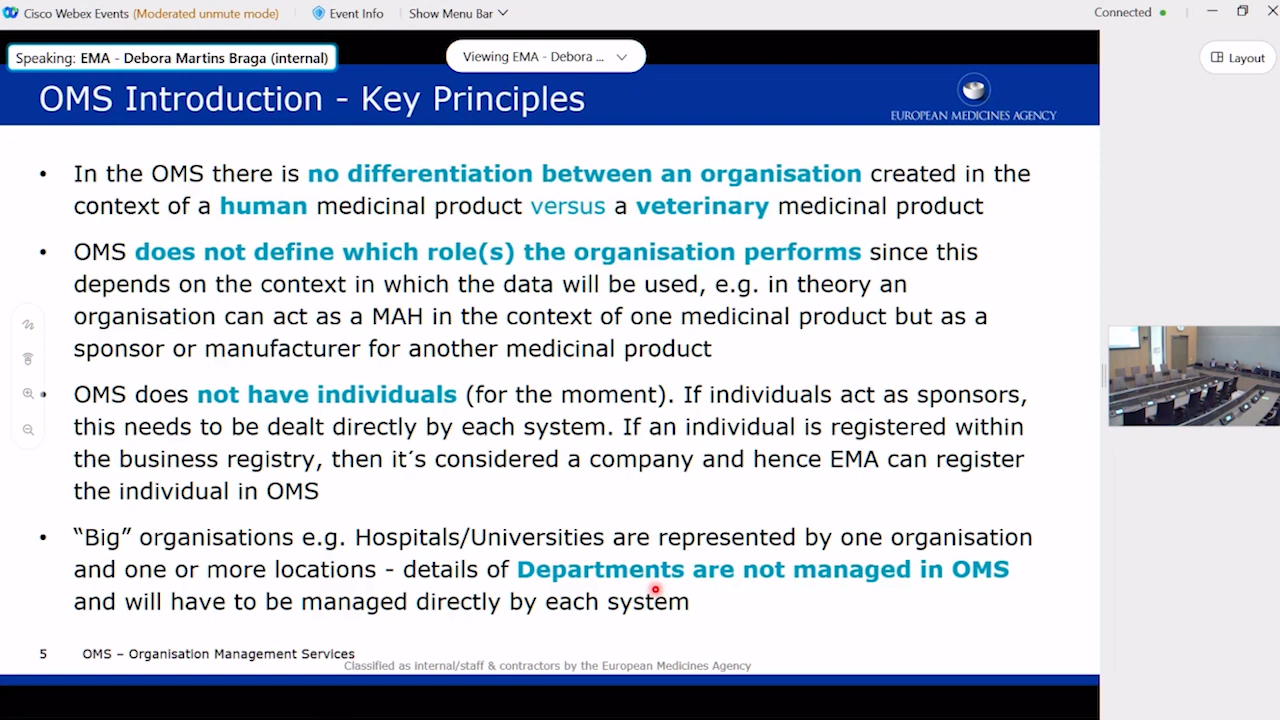 Cisco Webex Events (Moderated unmute mode)
Event Info
Show Menu Bar
Connected
Speaking: EMA - Debora Martins Braga (internal)
Viewing EMA - Debora ...
Layout
OMS Introduction - Key Principles
EUROPEAN MEDICINES AGENCY
• In the OMS there is no differentiation between an organisation created in the
context of a human medicinal product versus a veterinary medicinal product
• OMS does not define which role(s) the organisation performs since this
depends on the context in which the data will be used, e.g. in theory an
organisation can act as a MAH in the context of one medicinal product but as a
sponsor or manufacturer for another medicinal product
• OMS does not have individuals (for the moment). If individuals act as sponsors,
this needs to be dealt directly by each system. If an individual is registered within
the business registry, then it´s considered a company and hence EMA can register
the individual in OMS
• “Big” organisations e.g. Hospitals/Universities are represented by one organisation
and one or more locations - details of Departments are not managed in OMS
and will have to be managed directly by each system
5 OMS – Organisation Management Services
Classified as internal/staff & contractors by the European Medicines Agency